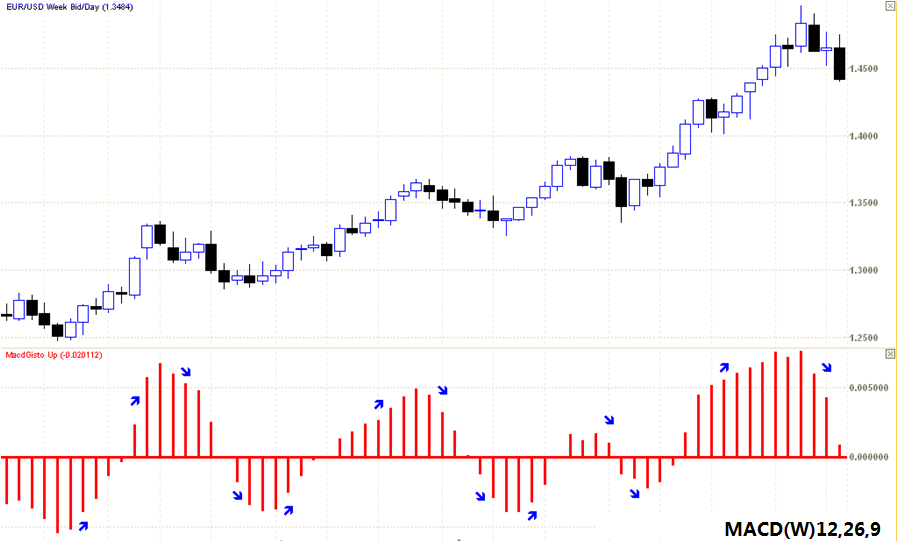 EUR/USD Week Bid/Day (1.3484)
1.4500
1.4000
1.3500
1.3000
1.2500
MacdGisto Up (-0.020112)
0.005000
0.000000
MACD(W)12,26,9